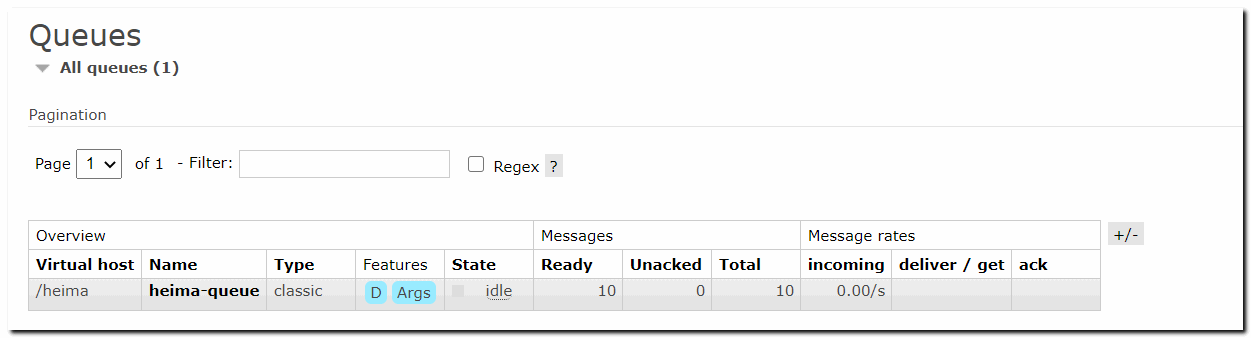 Queues
All queues (1)
Pagination
Page 1 of 1 - Filter: Regex ?
Overview Messages Message rates +/-
Virtual host Name Type Features State Ready Unacked Total incoming deliver / get ack
/heima heima-queue classic D Args idle 10 0 10 0.00/s